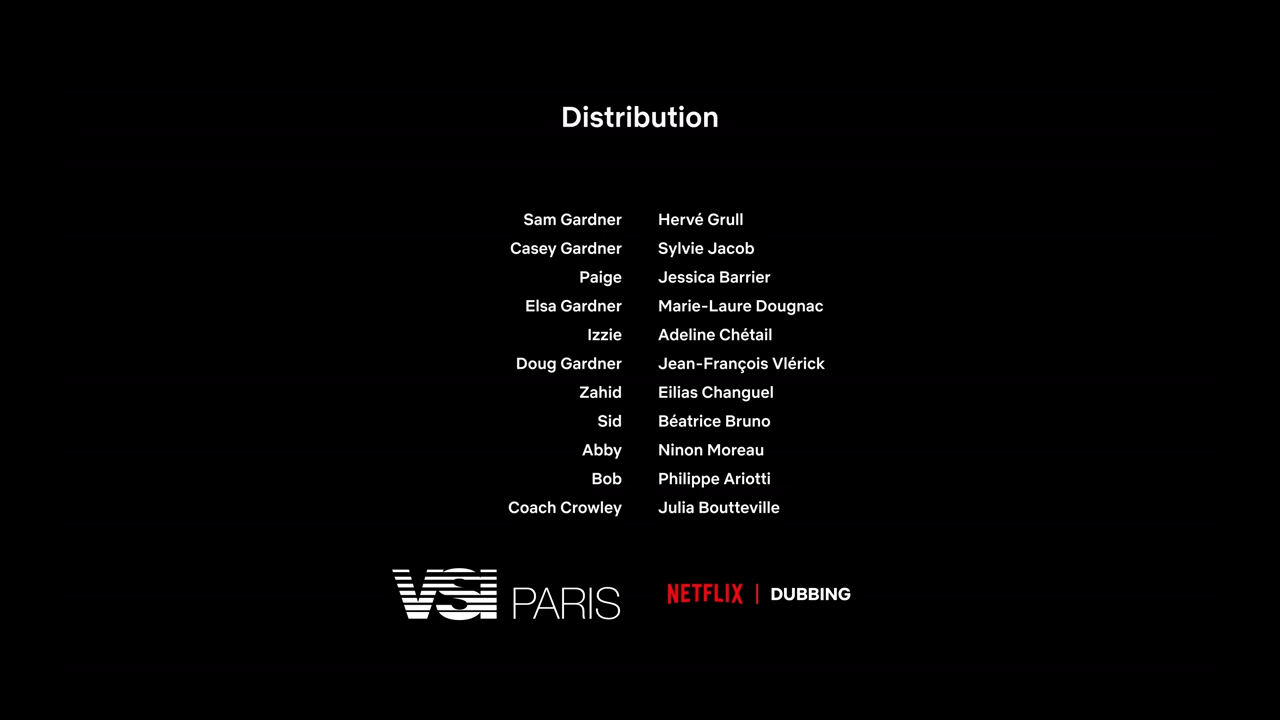 Distribution
Sam Gardner Hervé Grull
Casey Gardner Sylvie Jacob
Paige Jessica Barrier
Elsa Gardner Marie-Laure Dougnac
Izzie Adeline Chétail
Doug Gardner Jean-François Vlérick
Zahid Eilias Changuel
Sid Béatrice Bruno
Abby Ninon Moreau
Bob Philippe Ariotti
Coach Crowley Julia Boutteville
VSI PARIS NETFLIX | DUBBING